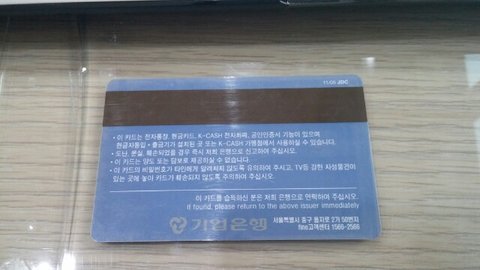 11/05 JDC
• 이 카드는 전자통장, 현금카드, K-CASH 전자화폐, 공인인증서 기능이 있으며
현금자동입•출금기가 설치된 곳 또는 K-CASH 가맹점에서 사용하실 수 있습니다.
• 도난, 분실, 훼손되었을 경우 즉시 저희 은행으로 신고하여 주십시오.
• 이 카드는 양도 또는 담보로 제공하실 수 없습니다.
• 이 카드의 비밀번호가 타인에게 알려지지 않도록 유의하여 주시고, TV등 강한 자성물건이
있는 곳에 놓아 카드가 훼손되지 않도록 주의하여 주십시오.
이 카드를 습득하신 분은 저희 은행으로 연락하여 주십시오.
If found, please return to the above issuer immediately
기업은행
서울특별시 중구 을지로 2가 50번지
fine고객센터 1566-2566